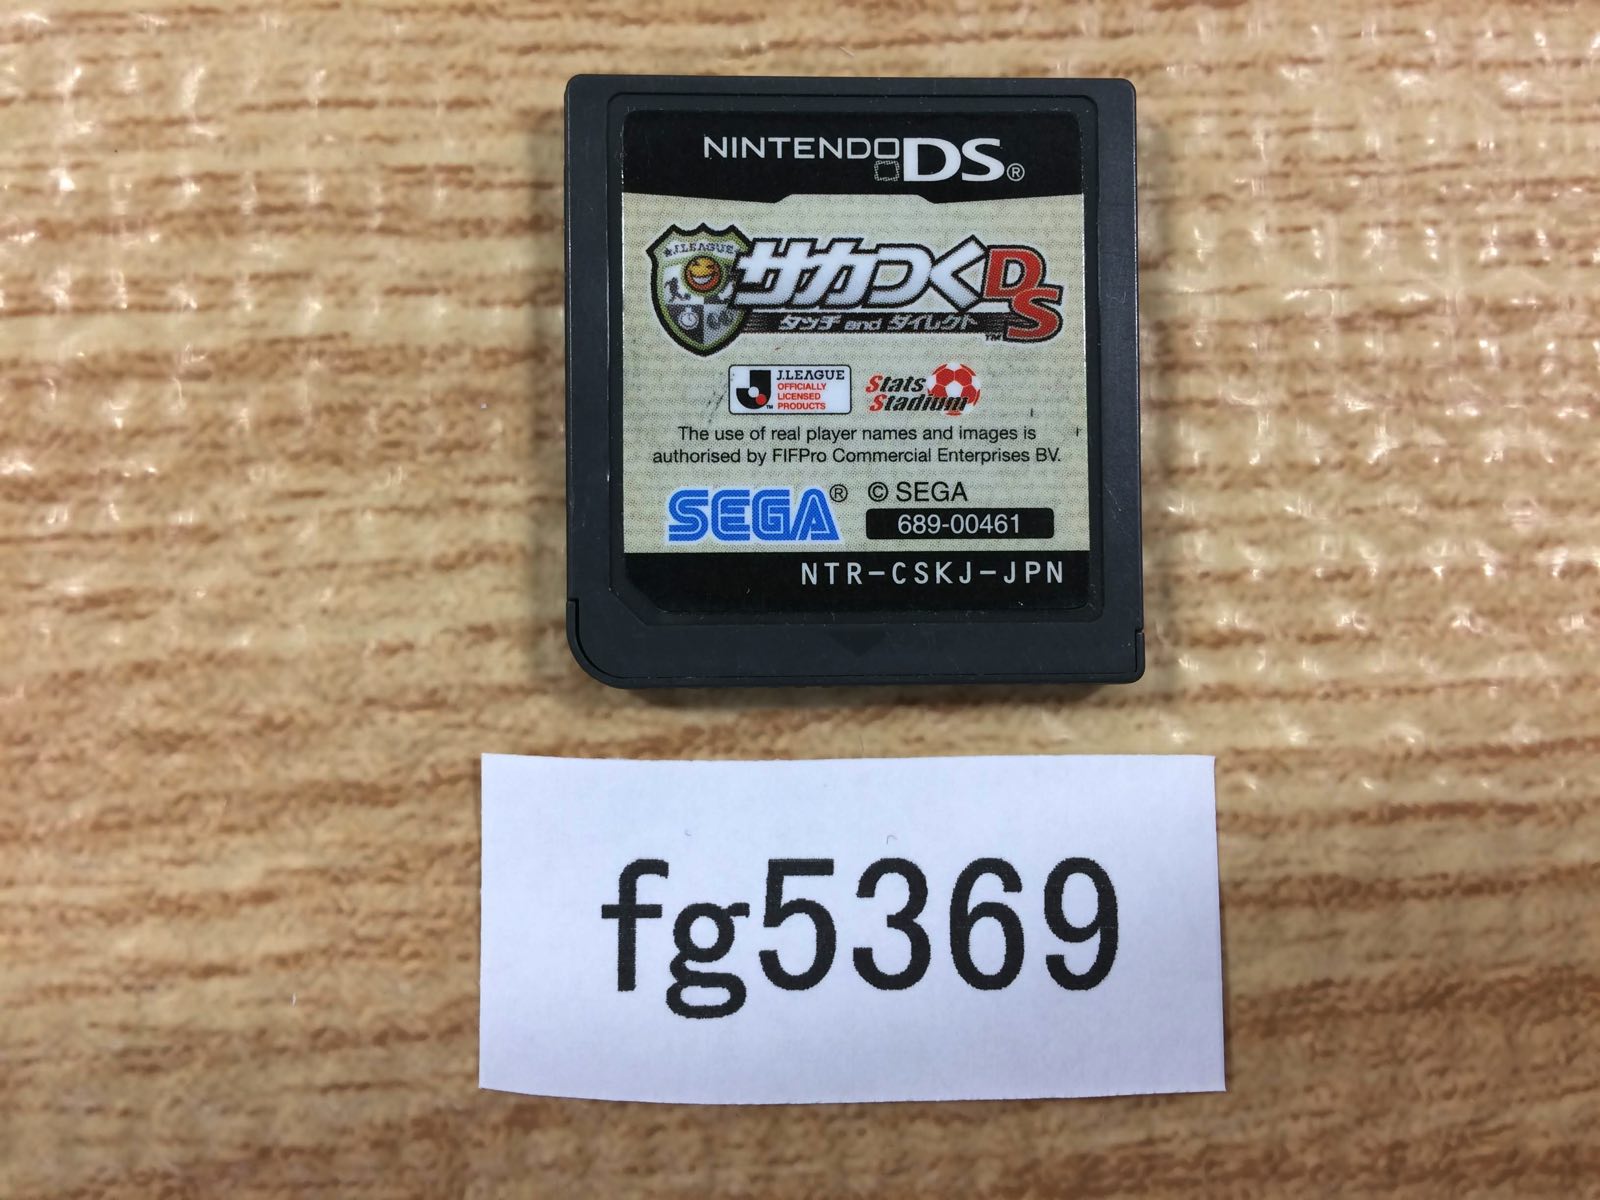 NINTENDO DS®
J.LEAGUE
サカつくDS
タッチ and ダイレクト™
J.LEAGUE
OFFICIALLY
LICENSED
PRODUCTS
™
Stats
Stadium
The use of real player names and images is
authorised by FIFPro Commercial Enterprises BV.
SEGA® © SEGA
689-00461
NTR-CSKJ-JPN
fg5369